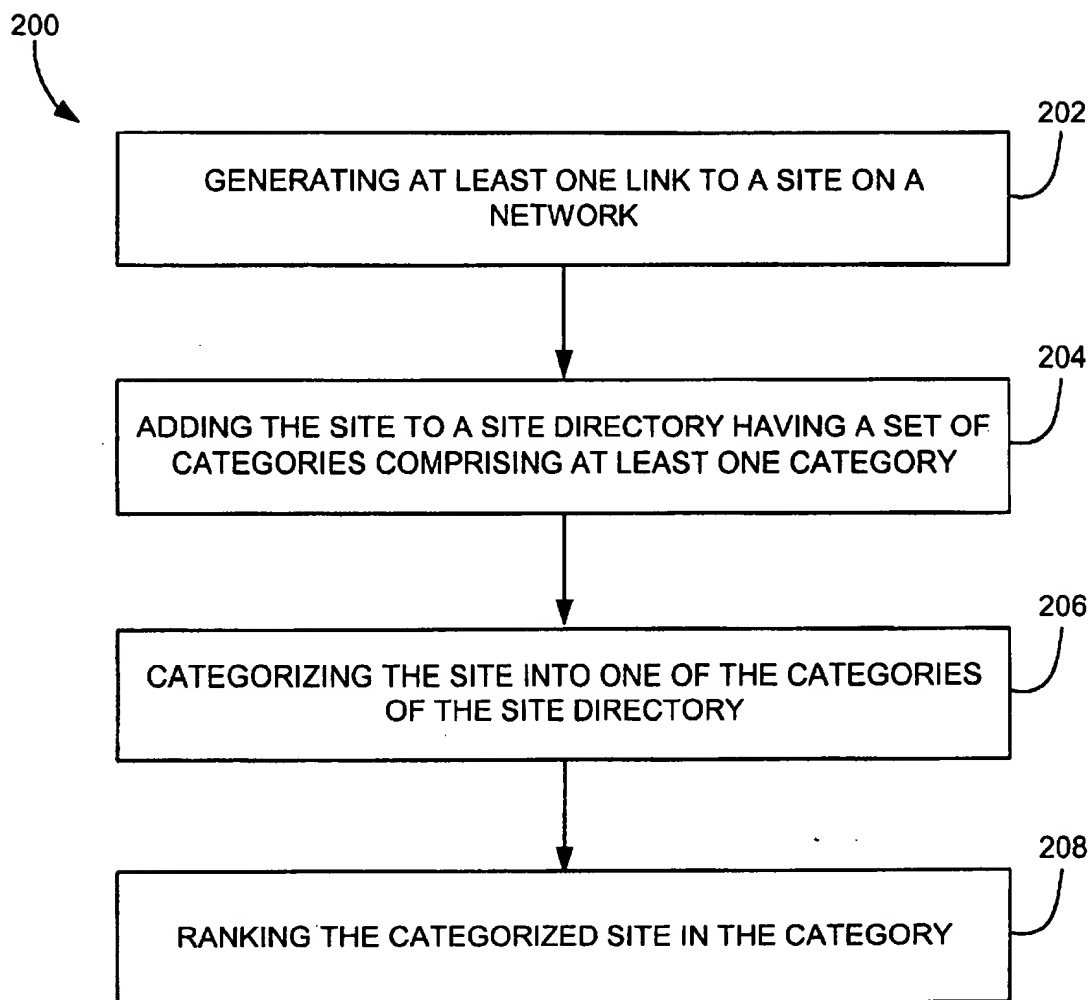 200
202
GENERATING AT LEAST ONE LINK TO A SITE ON A
NETWORK
204
ADDING THE SITE TO A SITE DIRECTORY HAVING A SET OF
CATEGORIES COMPRISING AT LEAST ONE CATEGORY
206
CATEGORIZING THE SITE INTO ONE OF THE CATEGORIES
OF THE SITE DIRECTORY
208
RANKING THE CATEGORIZED SITE IN THE CATEGORY